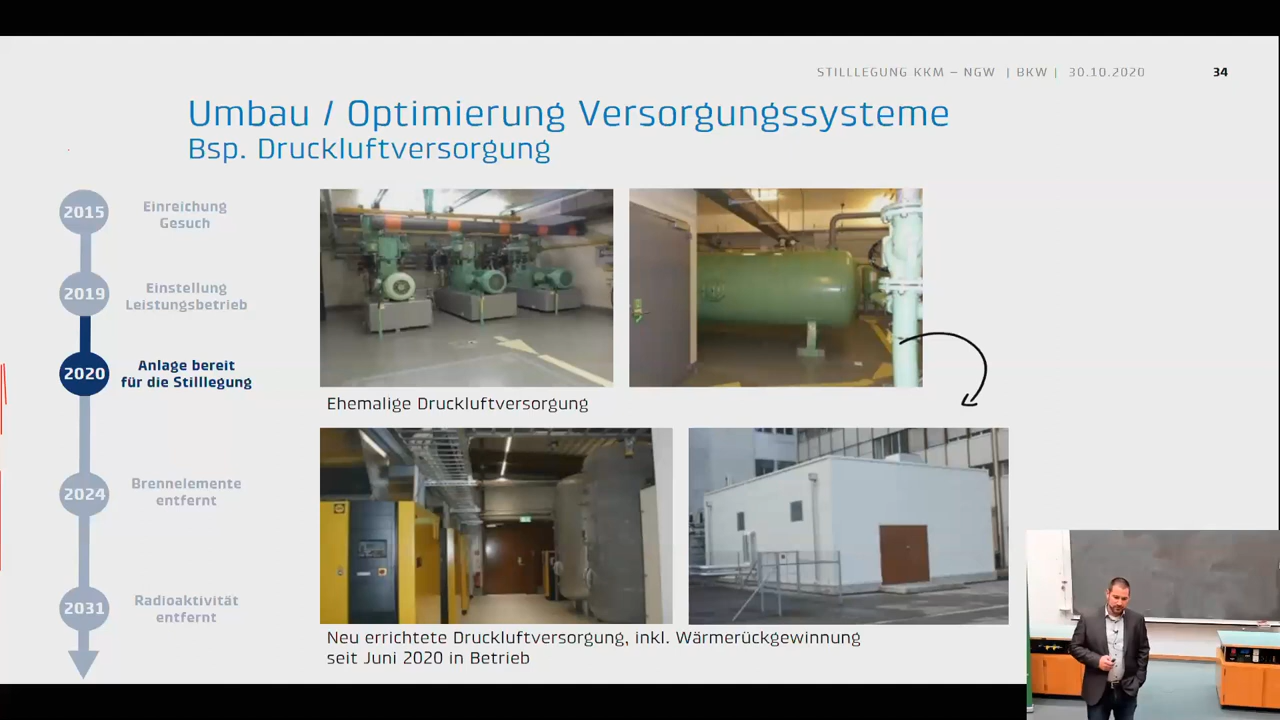 STILLLEGUNG KKM – NGW | BKW | 30.10.2020 34
Umbau / Optimierung Versorgungssysteme
Bsp. Druckluftversorgung
2015 Einreichung
Gesuch
2019 Einstellung
Leistungsbetrieb
2020 Anlage bereit
für die Stilllegung
2024 Brennelemente
entfernt
2031 Radioaktivität
entfernt
Ehemalige Druckluftversorgung
Neu errichtete Druckluftversorgung, inkl. Wärmerückgewinnung
seit Juni 2020 in Betrieb